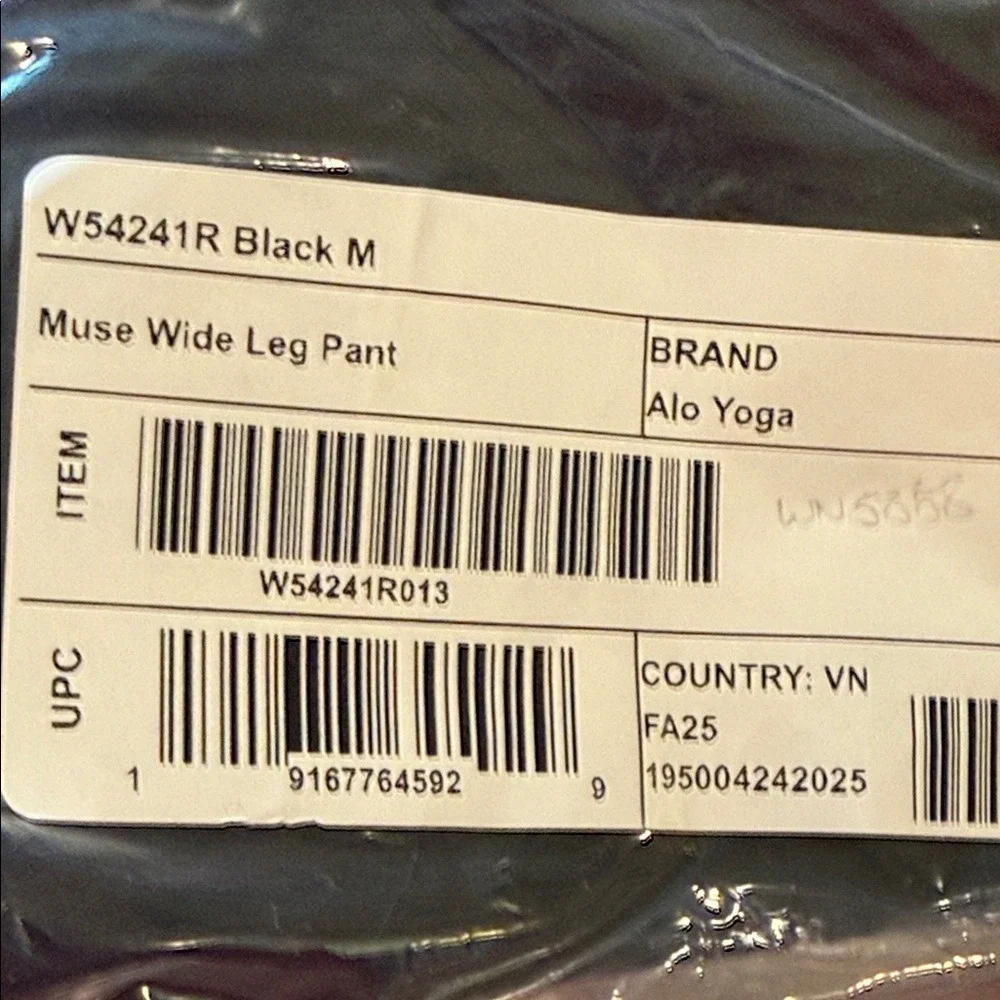 W54241R Black M
Muse Wide Leg Pant
BRAND
Alo Yoga
ITEM
W54241R013
UPC
1 9167764592 9
COUNTRY: VN
FA25
195004242025